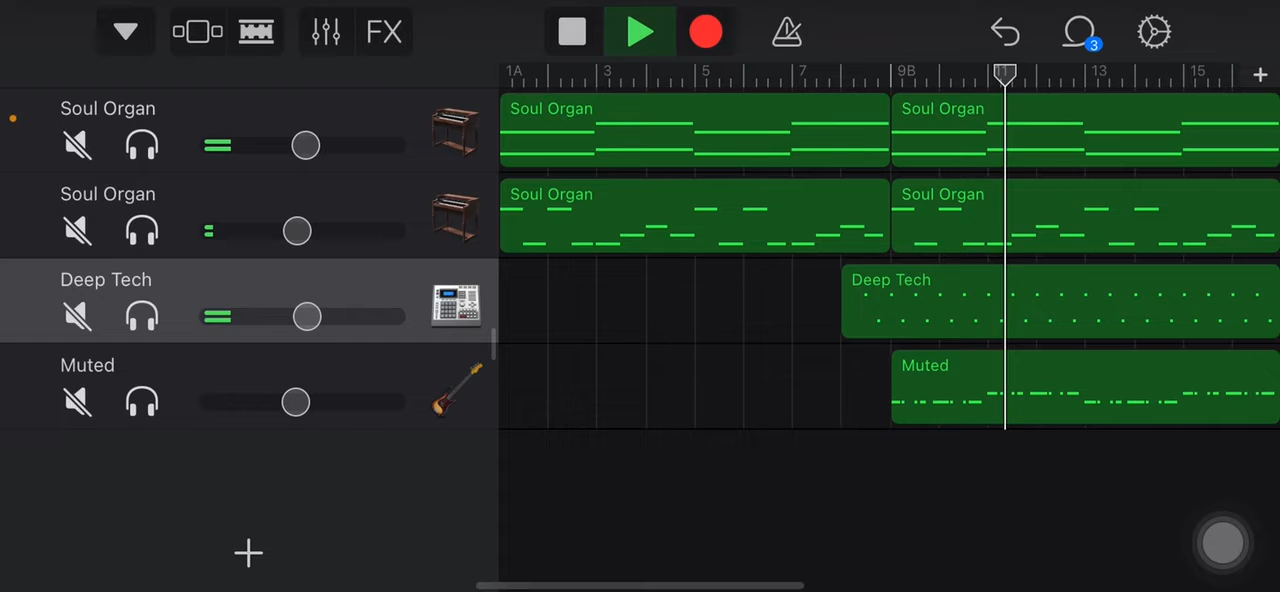 FX
3
1A 3 5 7 9B 11 13 15
Soul Organ
Soul Organ
Soul Organ
Soul Organ
Soul Organ
Soul Organ
Deep Tech
Deep Tech
Muted
Muted